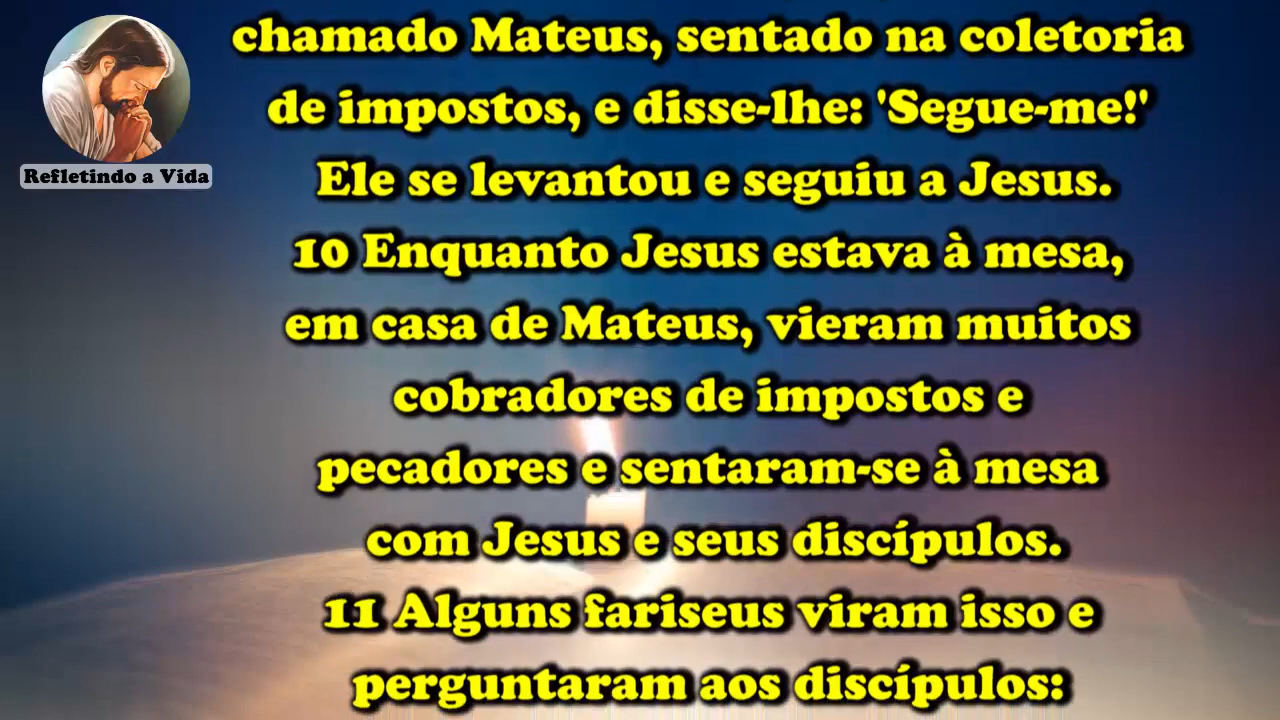 chamado Mateus, sentado na coletoria
de impostos, e disse-lhe: 'Segue-me!'
Ele se levantou e seguiu a Jesus.
10 Enquanto Jesus estava à mesa,
em casa de Mateus, vieram muitos
cobradores de impostos e
pecadores e sentaram-se à mesa
com Jesus e seus discípulos.
11 Alguns fariseus viram isso e
perguntaram aos discípulos:
Refletindo a Vida